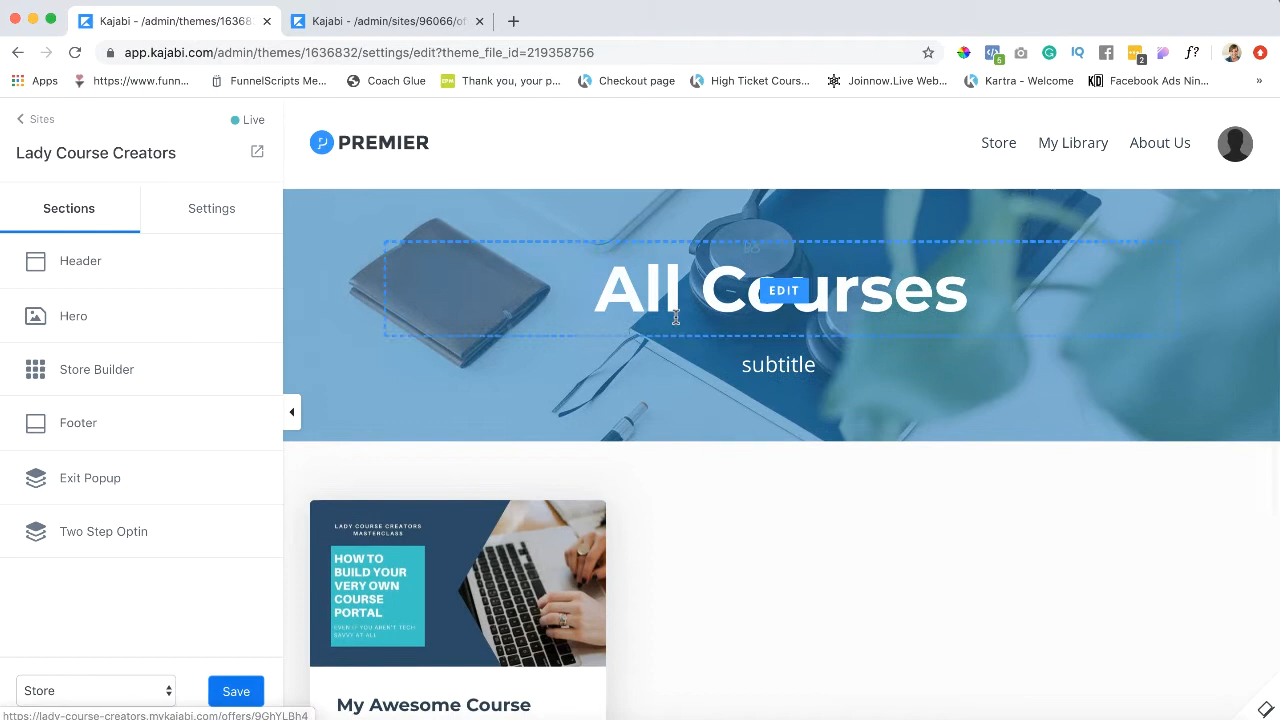 Kajabi - /admin/themes/16368
Kajabi - /admin/sites/96066/of
app.kajabi.com/admin/themes/1636832/settings/edit?theme_file_id=219358756
Apps
https://www.funn...
FunnelScripts Me...
Coach Glue
Thank you, your p...
Checkout page
High Ticket Cours...
Joinnow.Live Web...
Kartra - Welcome
Facebook Ads Nin...
»
Sites
Live
Lady Course Creators
Sections
Settings
Header
Hero
Store Builder
Footer
Exit Popup
Two Step Optin
Store
Save
https://lady-course-creators.mykajabi.com/offers/9GhYLBh4
PREMIER
Store
My Library
About Us
All Courses
EDIT
subtitle
LADY COURSE CREATORS
MASTERCLASS
HOW TO
BUILD YOUR
VERY OWN
COURSE
PORTAL
SAVVY AT ALL
My Awesome Course